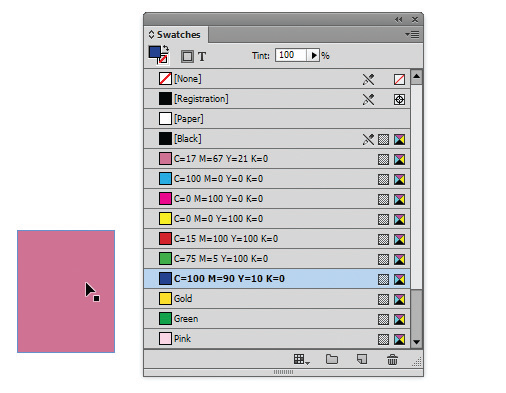 Swatches
T Tint: 100 %
[None]
[Registration]
[Paper]
[Black]
C=17 M=67 Y=21 K=0
C=100 M=0 Y=0 K=0
C=0 M=100 Y=0 K=0
C=0 M=0 Y=100 K=0
C=15 M=100 Y=100 K=0
C=75 M=5 Y=100 K=0
C=100 M=90 Y=10 K=0
Gold
Green
Pink